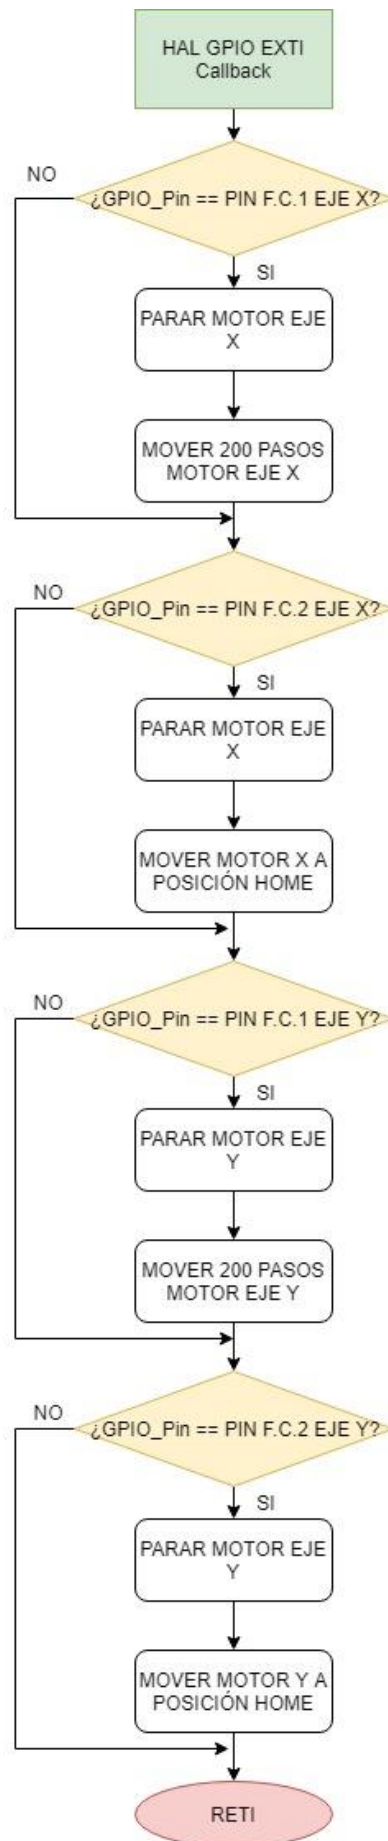 HAL GPIO EXTI
Callback
NO
¿GPIO_Pin == PIN F.C.1 EJE X?
SI
PARAR MOTOR EJE
X
MOVER 200 PASOS
MOTOR EJE X
NO
¿GPIO_Pin == PIN F.C.2 EJE X?
SI
PARAR MOTOR EJE
X
MOVER MOTOR X A
POSICIÓN HOME
NO
¿GPIO_Pin == PIN F.C.1 EJE Y?
SI
PARAR MOTOR EJE
Y
MOVER 200 PASOS
MOTOR EJE Y
NO
¿GPIO_Pin == PIN F.C.2 EJE Y?
SI
PARAR MOTOR EJE
Y
MOVER MOTOR Y A
POSICIÓN HOME
RETI